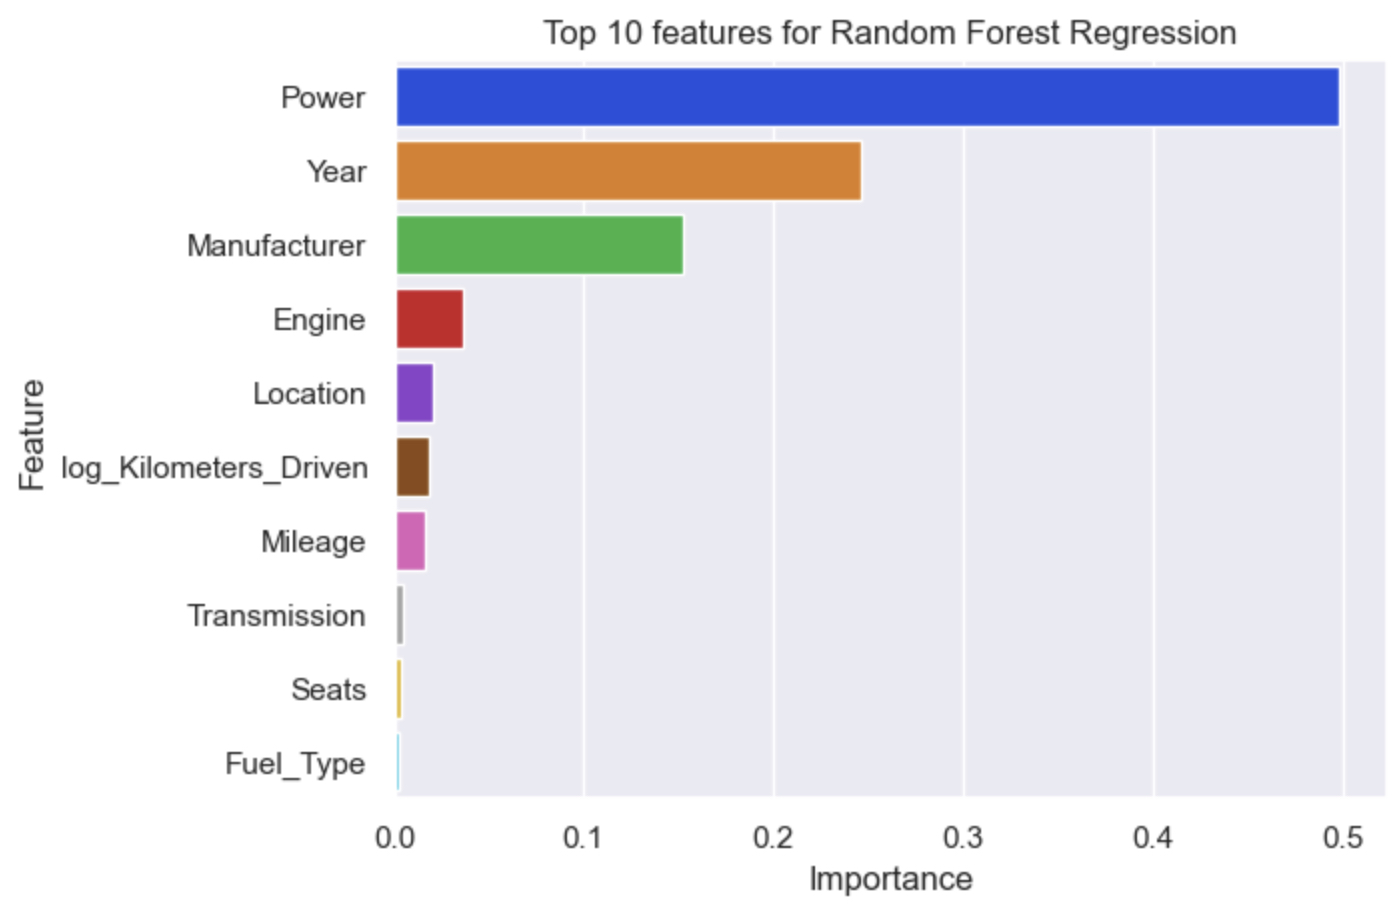 Top 10 features for Random Forest Regression
Power
Year
Manufacturer
Engine
Location
log_Kilometers_Driven
Mileage
Transmission
Seats
Fuel_Type
Feature
0.0 0.1 0.2 0.3 0.4 0.5
Importance